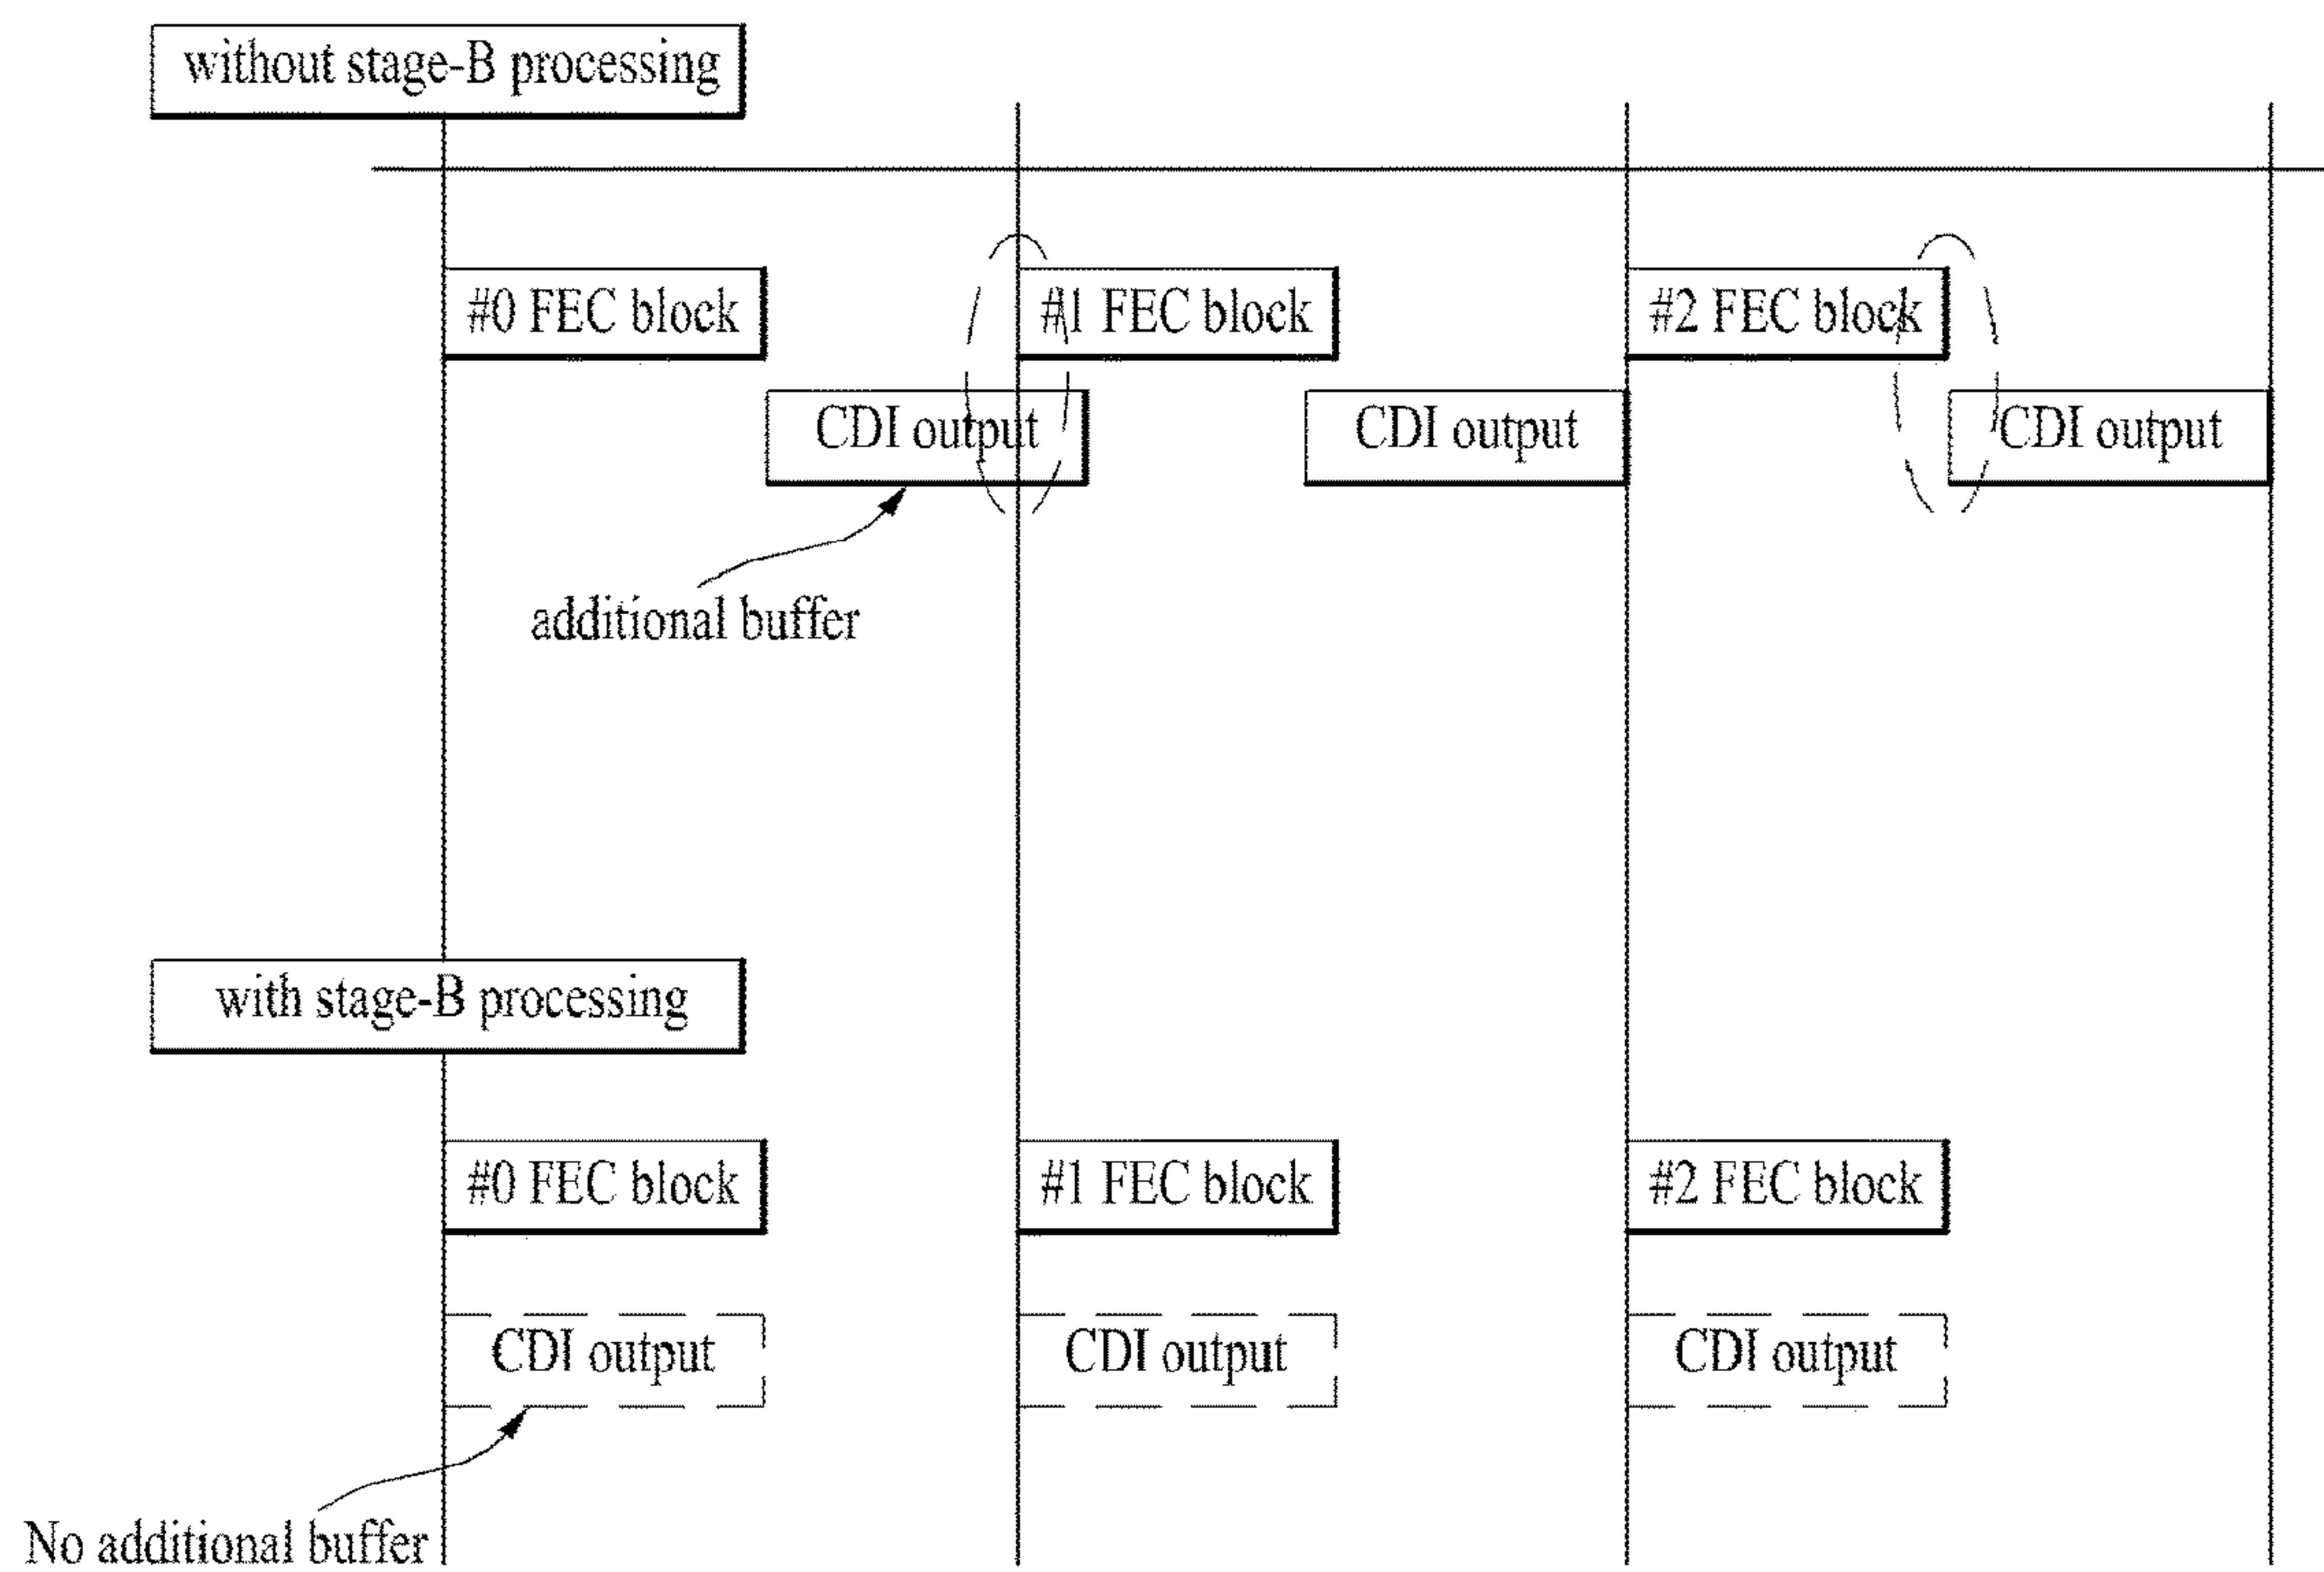 without stage-B processing
#0 FEC block
#1 FEC block
#2 FEC block
CDI output
CDI output
CDI output
additional buffer
with stage-B processing
#0 FEC block
#1 FEC block
#2 FEC block
CDI output
CDI output
CDI output
No additional buffer